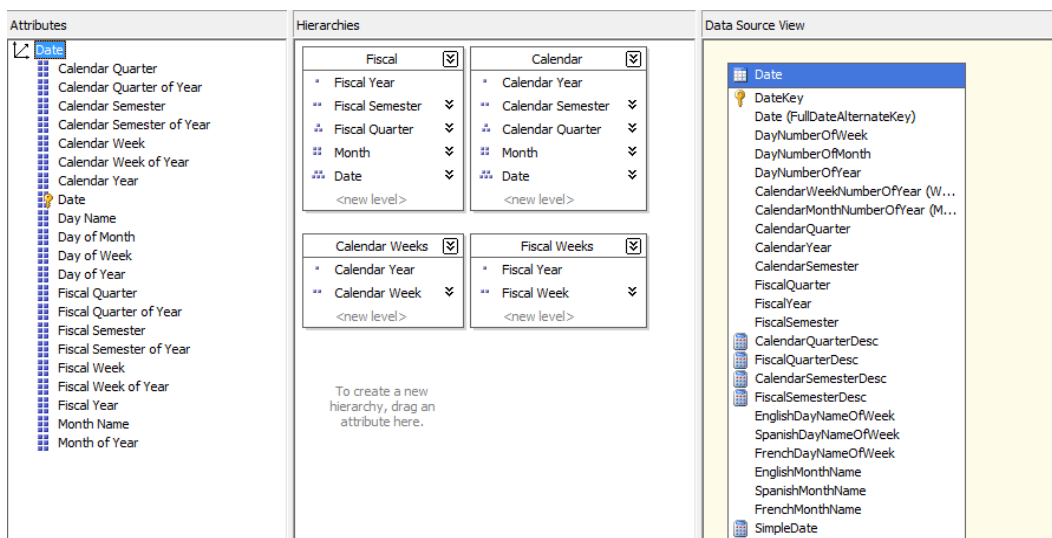 Attributes
Date
Calendar Quarter
Calendar Quarter of Year
Calendar Semester
Calendar Semester of Year
Calendar Week
Calendar Week of Year
Calendar Year
Date
Day Name
Day of Month
Day of Week
Day of Year
Fiscal Quarter
Fiscal Quarter of Year
Fiscal Semester
Fiscal Semester of Year
Fiscal Week
Fiscal Week of Year
Fiscal Year
Month Name
Month of Year
Hierarchies
Fiscal
Fiscal Year
Fiscal Semester
Fiscal Quarter
Month
Date
<new level>
Calendar
Calendar Year
Calendar Semester
Calendar Quarter
Month
Date
<new level>
Calendar Weeks
Calendar Year
Calendar Week
<new level>
Fiscal Weeks
Fiscal Year
Fiscal Week
<new level>
To create a new
hierarchy, drag an
attribute here.
Data Source View
Date
DateKey
Date (FullDateAlternateKey)
DayNumberOfWeek
DayNumberOfMonth
DayNumberOfYear
CalendarWeekNumberOfYear (W...
CalendarMonthNumberOfYear (M...
CalendarQuarter
CalendarYear
CalendarSemester
FiscalQuarter
FiscalYear
FiscalSemester
CalendarQuarterDesc
FiscalQuarterDesc
CalendarSemesterDesc
FiscalSemesterDesc
EnglishDayNameOfWeek
SpanishDayNameOfWeek
FrenchDayNameOfWeek
EnglishMonthName
SpanishMonthName
FrenchMonthName
SimpleDate